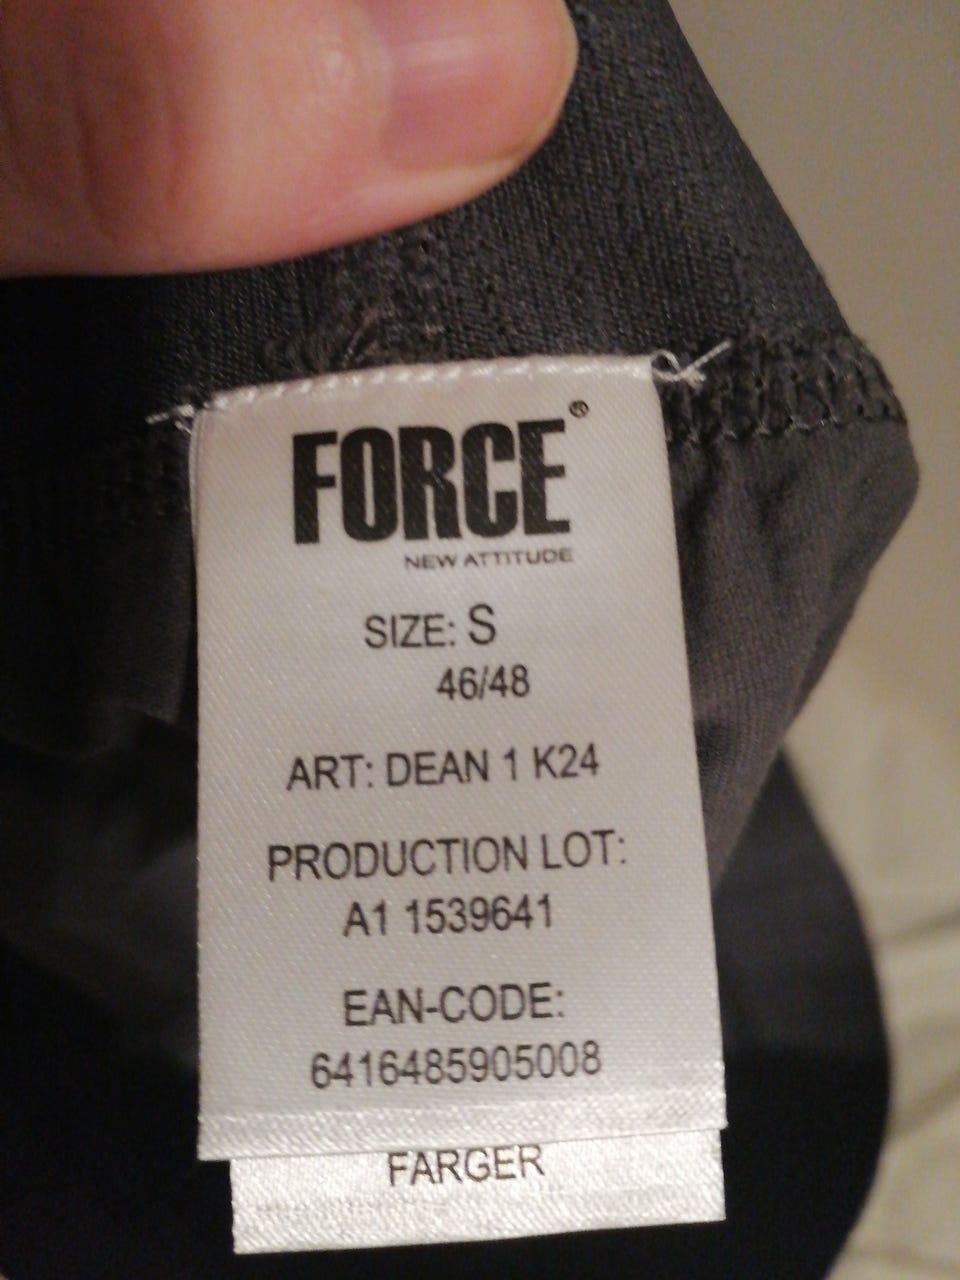 FORCE®
NEW ATTITUDE
SIZE: S
46/48
ART: DEAN 1 K24
PRODUCTION LOT:
A1 1539641
EAN-CODE:
6416485905008
FARGER